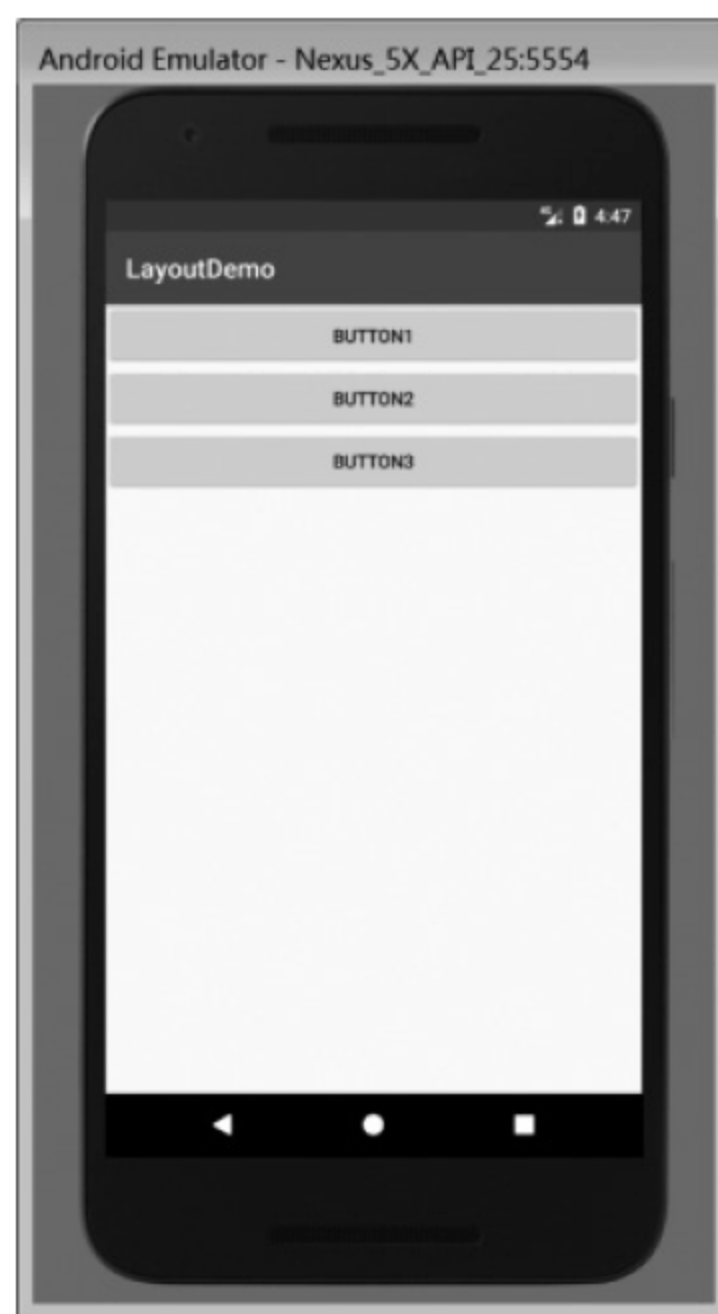 Android Emulator - Nexus_5X_API_25:5554
4:47
LayoutDemo
BUTTON1
BUTTON2
BUTTON3